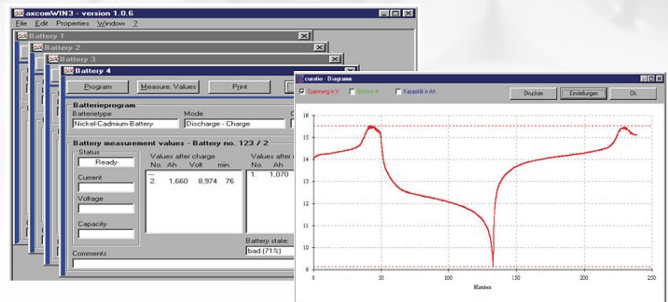 axcomWIN3 - version 1.0.6
File Edit Properties Window ?
Battery 1
Battery 2
Battery 3
Battery 4
Program Measure. Values Print
Batterieprogram
Batterietype Mode
Nickel-Cadmium-Battery Discharge - Charge
Battery measurement values - Battery no. 123 / 2
Status
Ready
Current
Voltage
Capacity
Values after charge
No. Ah Volt min.
2. 1,660 8,974 76
Values after
No. Ah
1. 1,070
Battery state:
bad (71%)
Comments
- Diagramm
Spannung in V Kapazität in Ah
Drucken Einstellungen Ok
16
15
14
13
12
11
10
9
0 50 100 150 200 250
Minuten